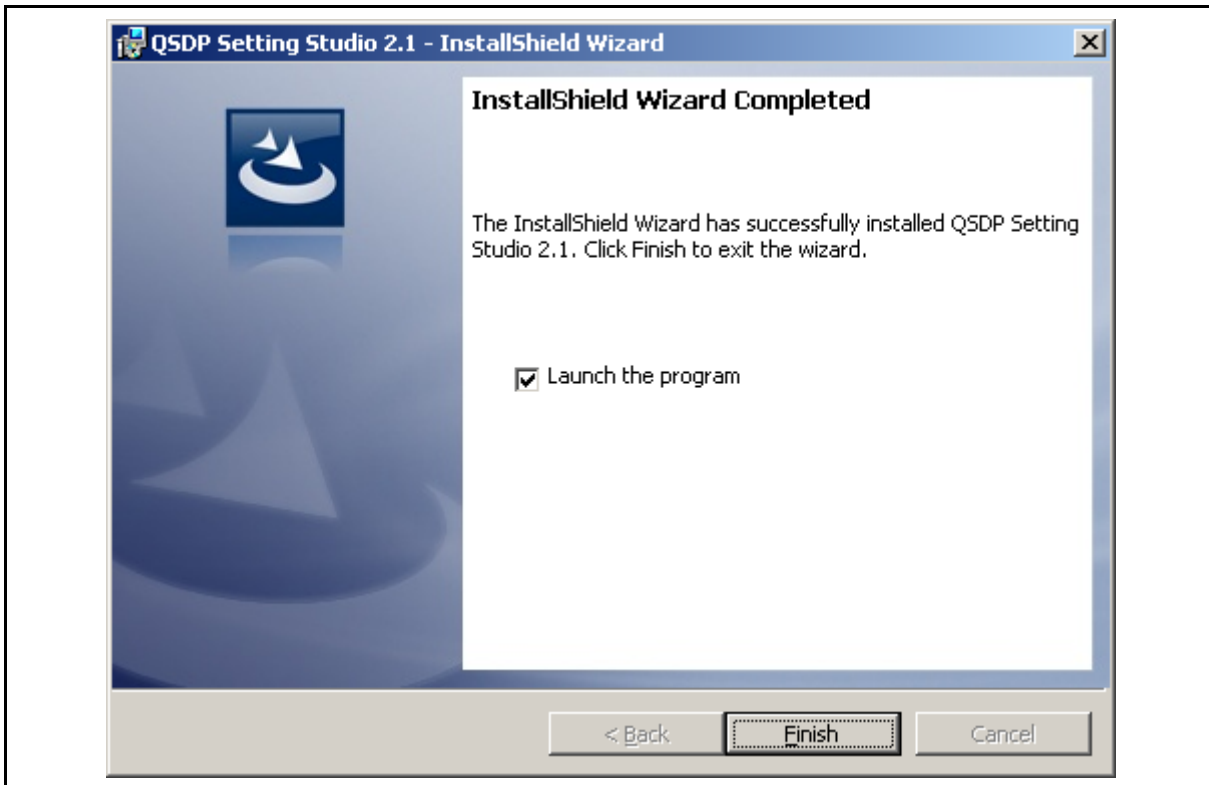 QSDP Setting Studio 2.1 - InstallShield Wizard
InstallShield Wizard Completed
The InstallShield Wizard has successfully installed QSDP Setting
Studio 2.1. Click Finish to exit the wizard.
Launch the program
< Back
Finish
Cancel